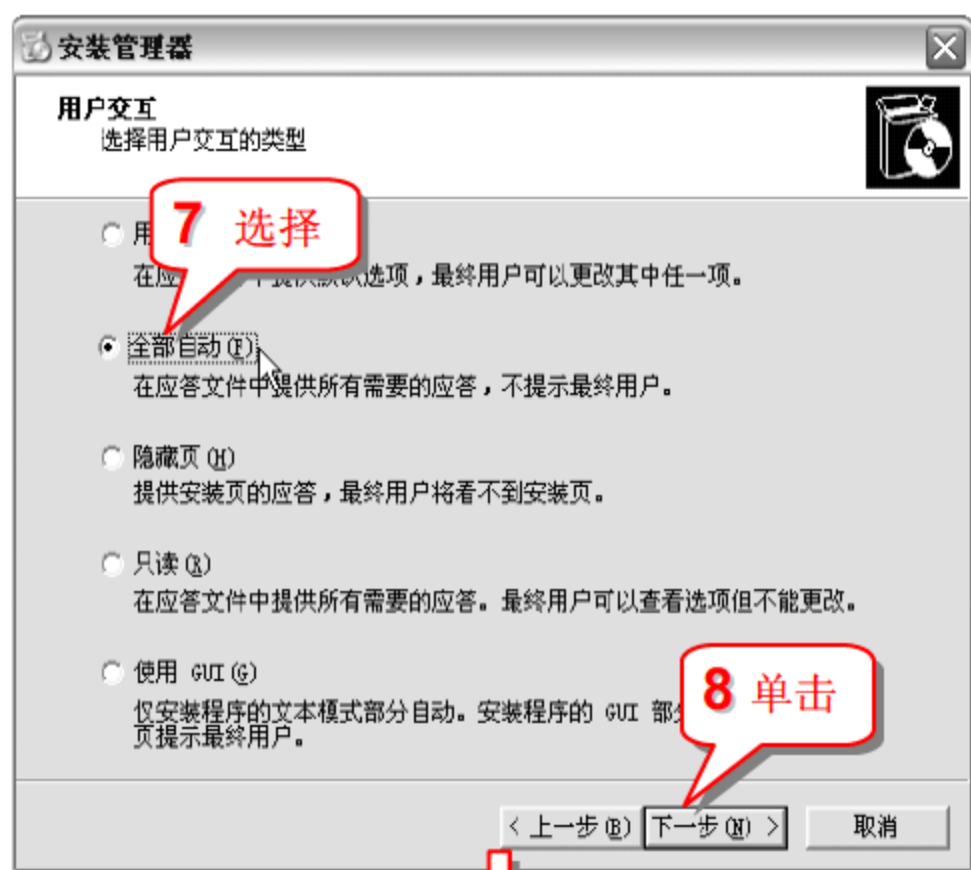 安装管理器
用户交互
选择用户交互的类型
7 选择
用
在应 提供默认选项，最终用户可以更改其中任一项。
全部自动(F)
在应答文件中提供所有需要的应答，不提示最终用户。
隐藏页(H)
提供安装页的应答，最终用户将看不到安装页。
只读(R)
在应答文件中提供所有需要的应答。最终用户可以查看选项但不能更改。
使用 GUI(G)
仅安装程序的文本模式部分自动。安装程序的 GUI 部
页提示最终用户。
8 单击
< 上一步(B) 下一步(N) > 取消